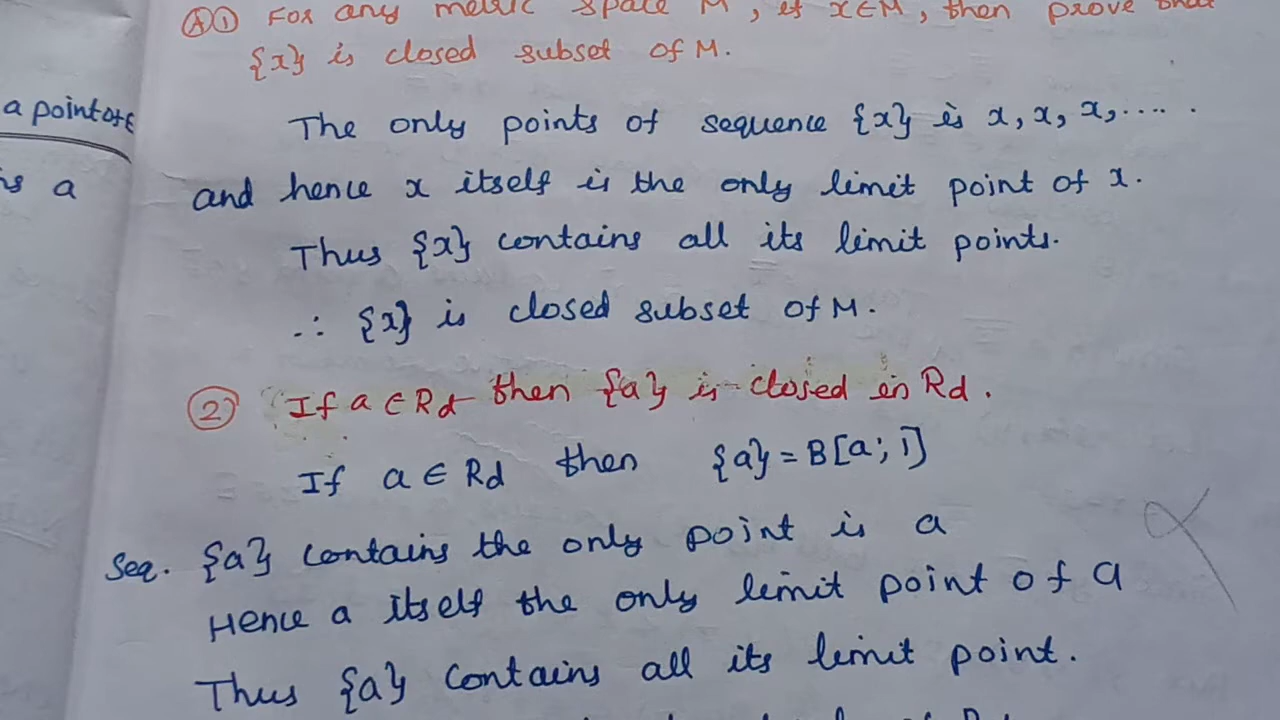 A① For any metric space M, if x∈M, then prove that
{x} is closed subset of M.
a point of E
is a
The only points of sequence {x} is x, x, x, .....
and hence x itself is the only limit point of x.
Thus {x} contains all its limit points.
∴ {x} is closed subset of M.
② If a ∈ Rd then {a} is closed in Rd.
If a ∈ Rd then {a} = B[a; 1]
Seq. {a} contains the only point is a
Hence a itself the only limit point of a
Thus {a} contains all its limit point.